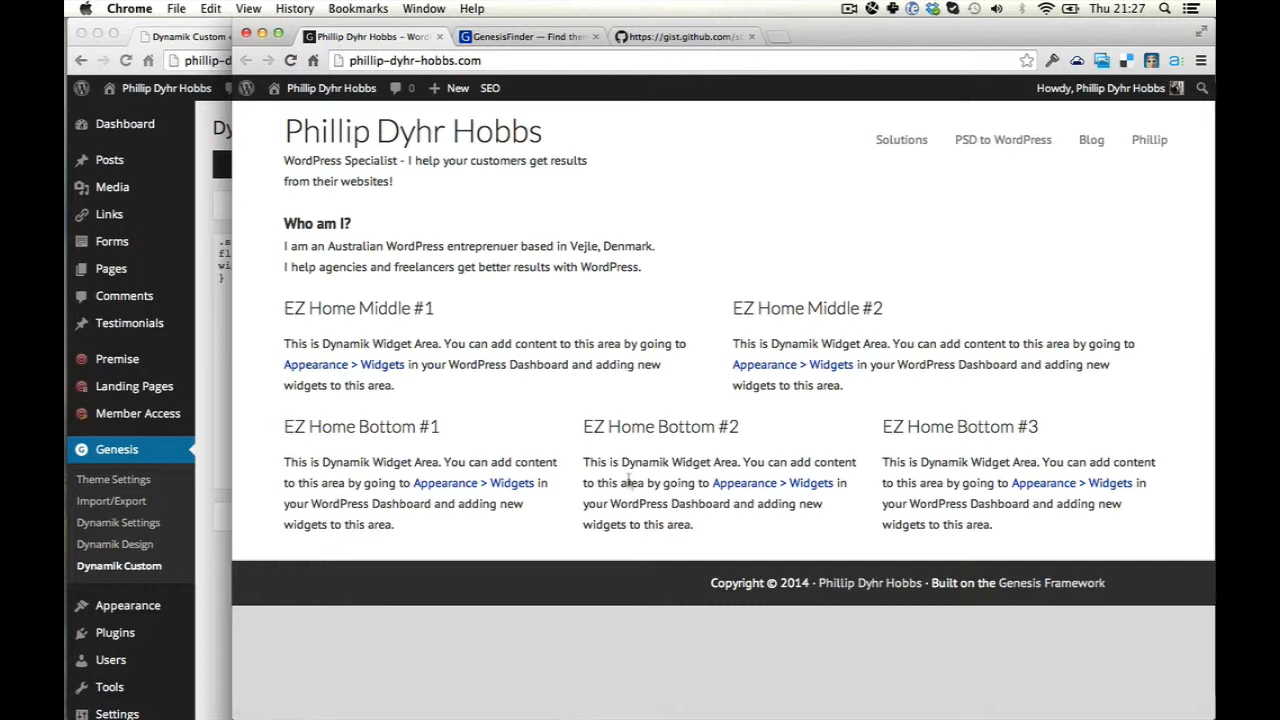 Chrome File Edit View History Bookmarks Window Help Thu 21:27
Dynamik Custom
Phillip Dyhr Hobbs – Wor
GenesisFinder — Find then
https://gist.github.com/s
phillip-d
phillip-dyhr-hobbs.com
Phillip Dyhr Hobbs
Phillip Dyhr Hobbs 0 New SEO Howdy, Phillip Dyhr Hobbs
Dashboard
Posts
Media
Links
Forms
Pages
Comments
Testimonials
Premise
Landing Pages
Member Access
Genesis
Theme Settings
Import/Export
Dynamik Settings
Dynamik Design
Dynamik Custom
Appearance
Plugins
Users
Tools
Settings
Dy
.s
fl
wi
}
Phillip Dyhr Hobbs
WordPress Specialist - I help your customers get results
from their websites!
Solutions PSD to WordPress Blog Phillip
Who am I?
I am an Australian WordPress entreprenuer based in Vejle, Denmark.
I help agencies and freelancers get better results with WordPress.
EZ Home Middle #1
This is Dynamik Widget Area. You can add content to this area by going to
Appearance > Widgets in your WordPress Dashboard and adding new
widgets to this area.
EZ Home Middle #2
This is Dynamik Widget Area. You can add content to this area by going to
Appearance > Widgets in your WordPress Dashboard and adding new
widgets to this area.
EZ Home Bottom #1
This is Dynamik Widget Area. You can add content
to this area by going to Appearance > Widgets in
your WordPress Dashboard and adding new
widgets to this area.
EZ Home Bottom #2
This is Dynamik Widget Area. You can add content
to this area by going to Appearance > Widgets in
your WordPress Dashboard and adding new
widgets to this area.
EZ Home Bottom #3
This is Dynamik Widget Area. You can add content
to this area by going to Appearance > Widgets in
your WordPress Dashboard and adding new
widgets to this area.
Copyright © 2014 · Phillip Dyhr Hobbs · Built on the Genesis Framework